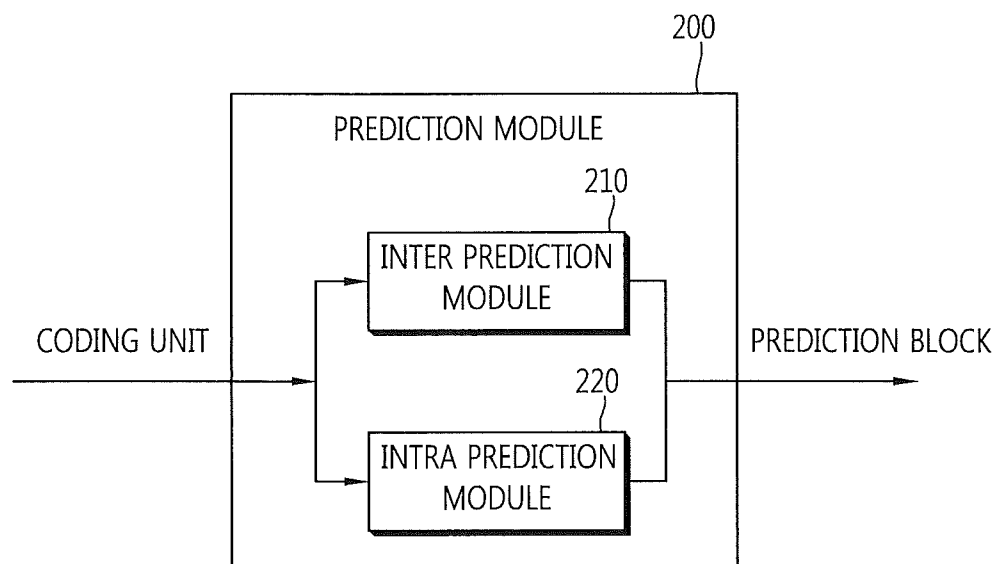 200
PREDICTION MODULE
210
INTER PREDICTION
MODULE
CODING UNIT
PREDICTION BLOCK
220
INTRA PREDICTION
MODULE